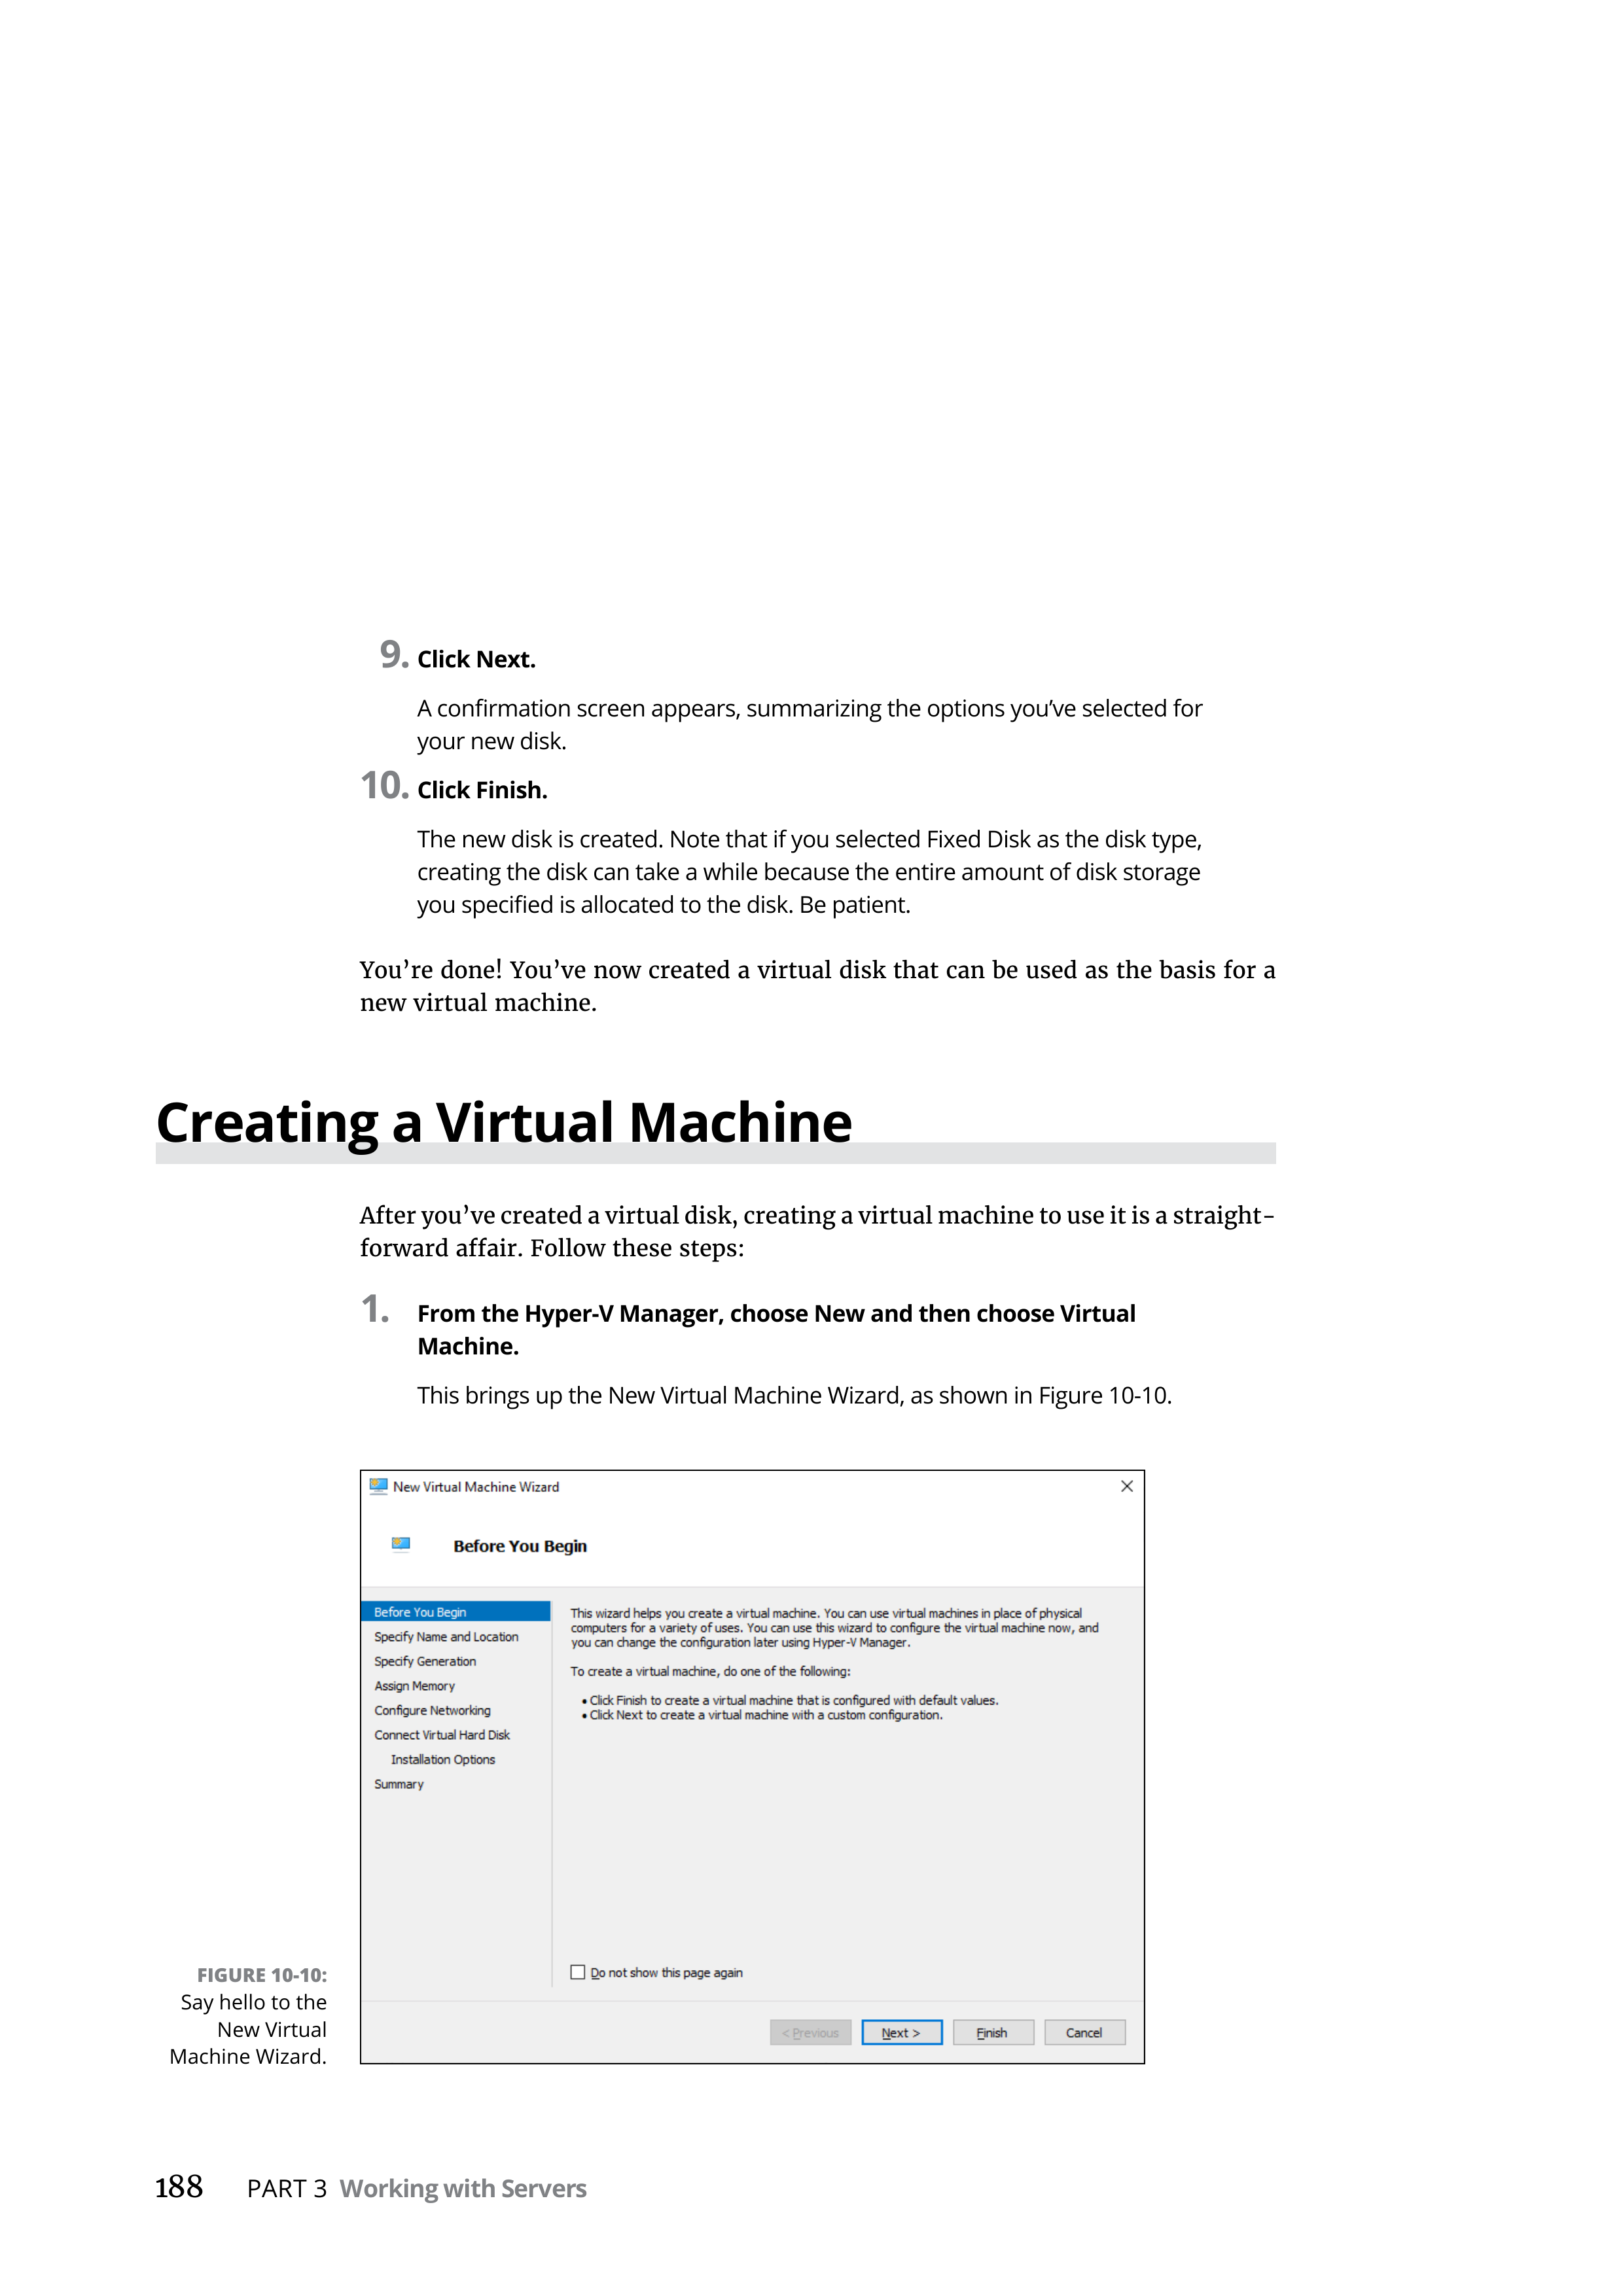 9. Click Next.
A confirmation screen appears, summarizing the options you’ve selected for
your new disk.
10. Click Finish.
The new disk is created. Note that if you selected Fixed Disk as the disk type,
creating the disk can take a while because the entire amount of disk storage
you specified is allocated to the disk. Be patient.
You’re done! You’ve now created a virtual disk that can be used as the basis for a
new virtual machine.
Creating a Virtual Machine
After you’ve created a virtual disk, creating a virtual machine to use it is a straight-
forward affair. Follow these steps:
1. From the Hyper-V Manager, choose New and then choose Virtual
Machine.
This brings up the New Virtual Machine Wizard, as shown in Figure 10-10.
New Virtual Machine Wizard
Before You Begin
Before You Begin
Specify Name and Location
Specify Generation
Assign Memory
Configure Networking
Connect Virtual Hard Disk
Installation Options
Summary
This wizard helps you create a virtual machine. You can use virtual machines in place of physical
computers for a variety of uses. You can use this wizard to configure the virtual machine now, and
you can change the configuration later using Hyper-V Manager.
To create a virtual machine, do one of the following:
• Click Finish to create a virtual machine that is configured with default values.
• Click Next to create a virtual machine with a custom configuration.
Do not show this page again
< Previous
Next >
Finish
Cancel
FIGURE 10-10:
Say hello to the
New Virtual
Machine Wizard.
188 PART 3 Working with Servers